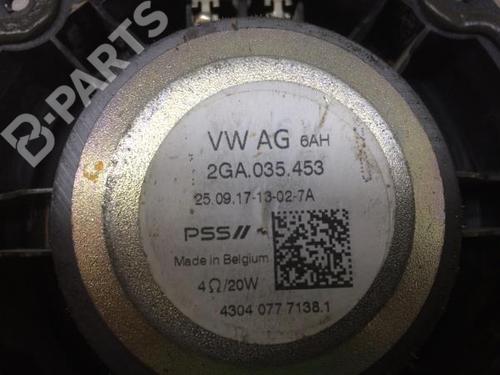 B-PARTS
VW AG 6AH
2GA.035.453
25.09.17-13-02-7A
PSS
Made in Belgium
4Ω/20W
4304 077 7138.1